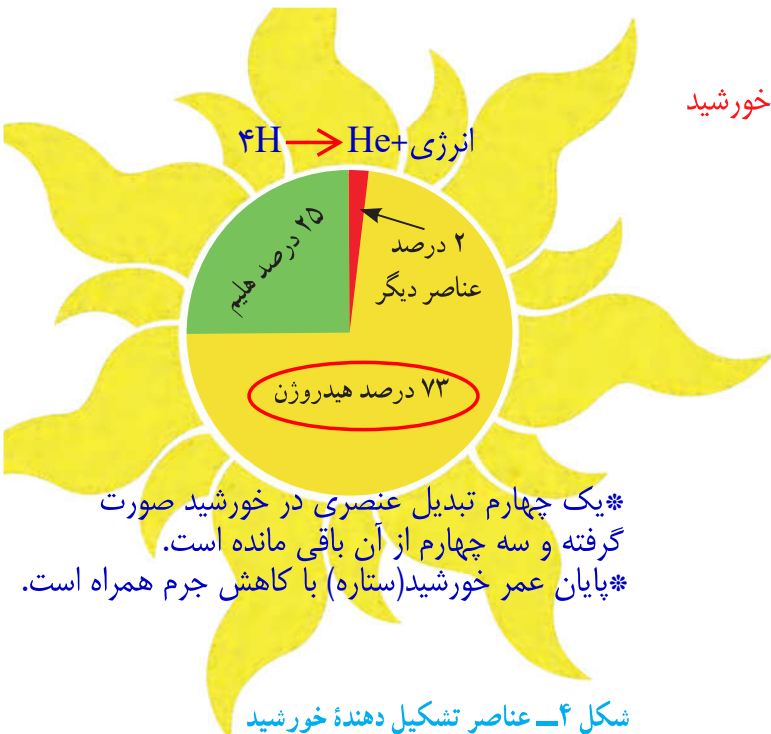 خورشید
۴H → He+انرژی
۲۵ درصد هلیم
۲ درصد
عناصر دیگر
۷۳ درصد هیدروژن
*یک چهارم تبدیل عنصری در خورشید صورت
گرفته و سه چهارم از آن باقی مانده است.
*پایان عمر خورشید(ستاره) با کاهش جرم همراه است.
شکل ۴ــ عناصر تشکیل دهندهٔ خورشید